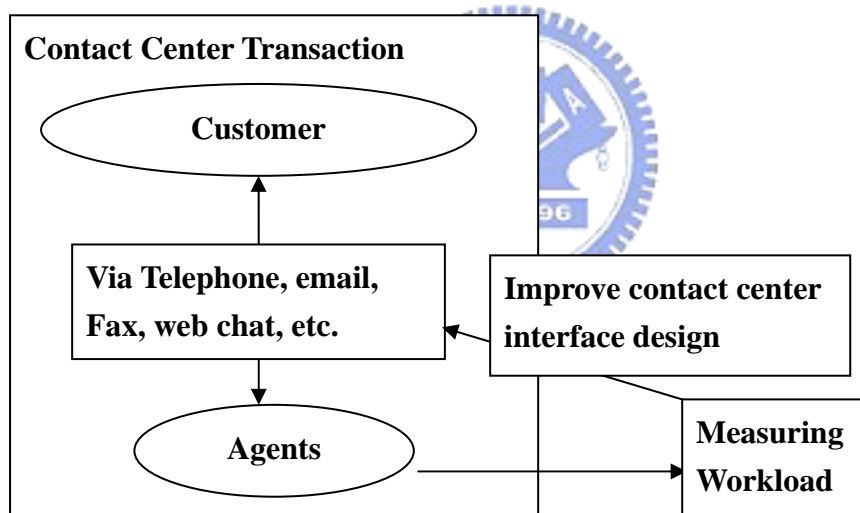 Contact Center Transaction
Customer
96
Via Telephone, email,
Fax, web chat, etc.
Improve contact center
interface design
Agents
Measuring
Workload